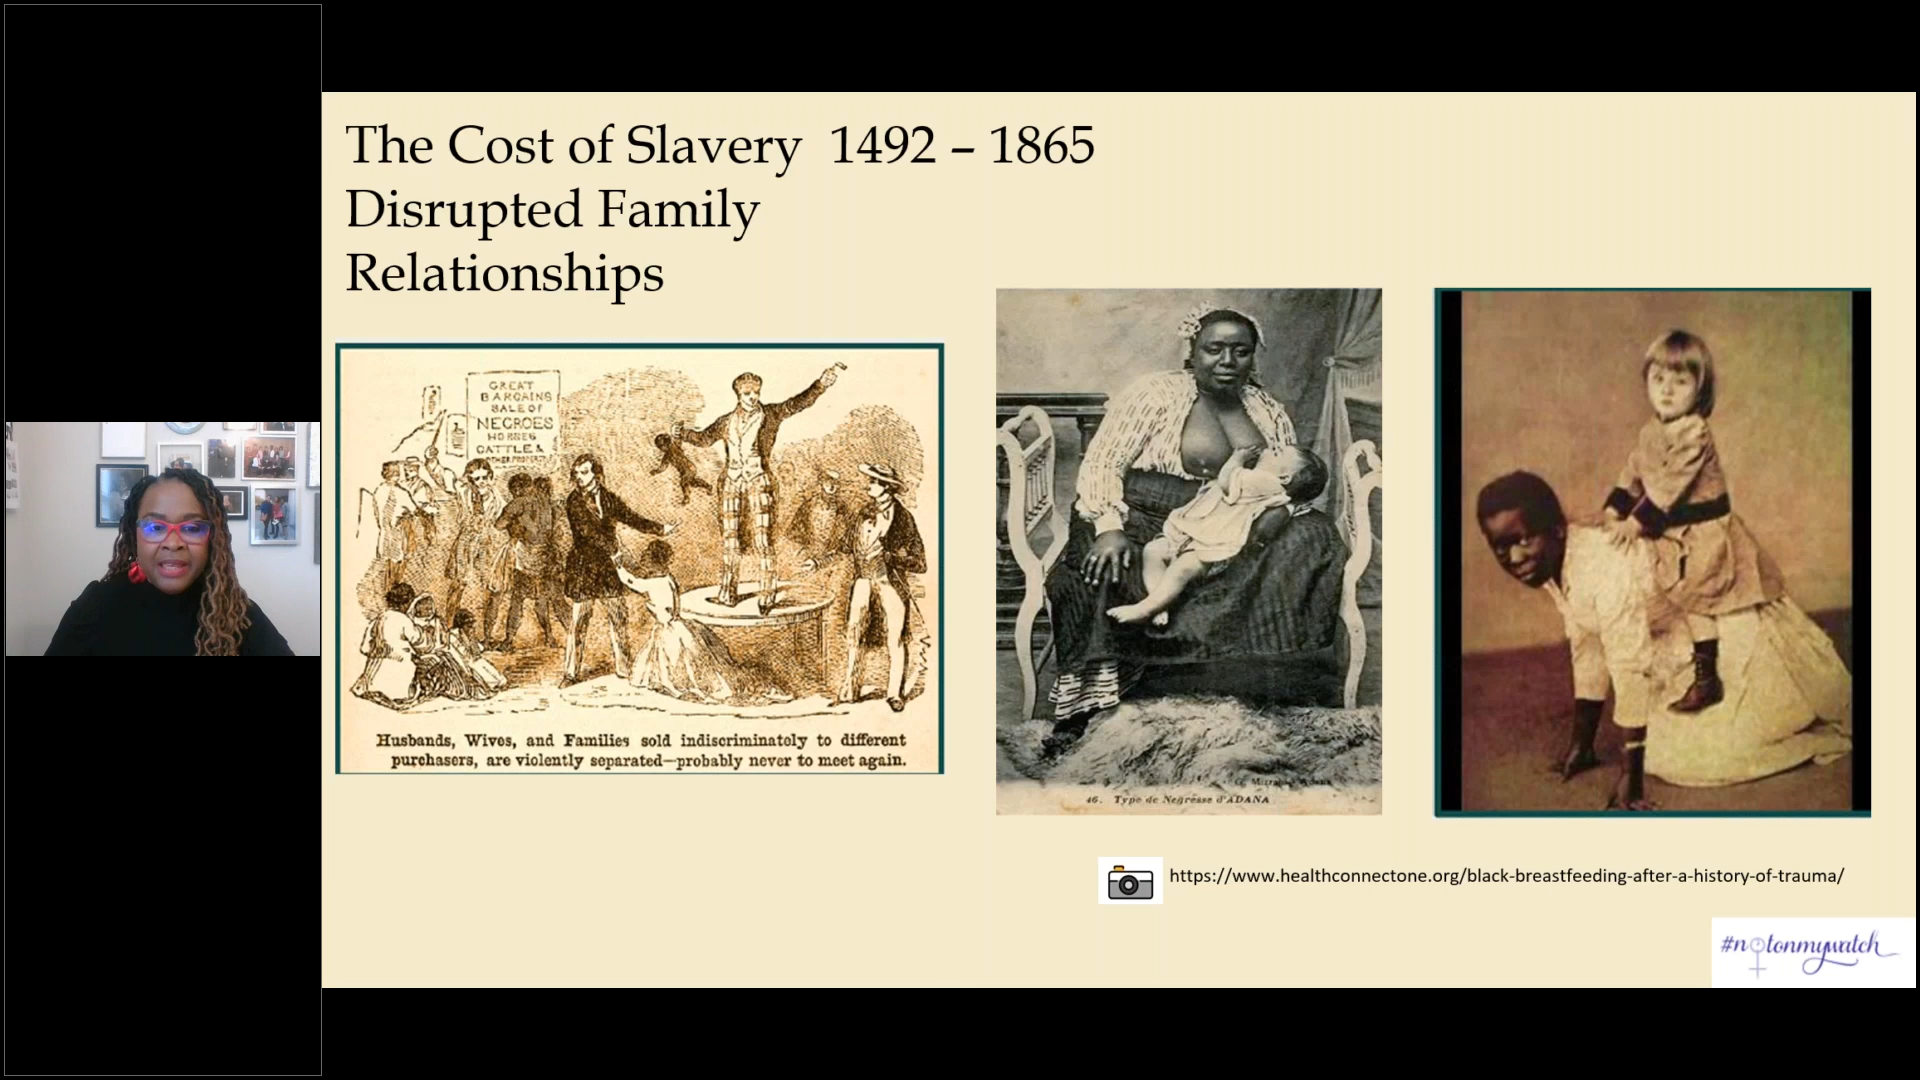 The Cost of Slavery 1492 – 1865
Disrupted Family
Relationships
GREAT
BARGAINS
SALE OF
NEGROES
HORSES
CATTLE &
OTHER PROPERTY
Husbands, Wives, and Families sold indiscriminately to different
purchasers, are violently separated—probably never to meet again.
46. Type de Negresse d'ADANA
https://www.healthconnectone.org/black-breastfeeding-after-a-history-of-trauma/
#notonmywatch